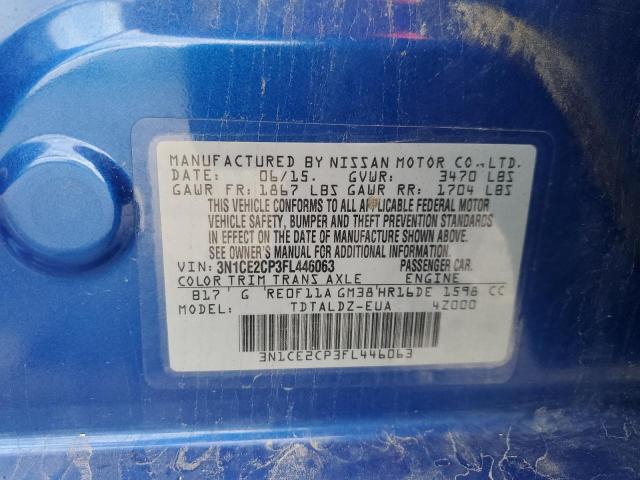 MANUFACTURED BY NISSAN MOTOR CO.,LTD.
DATE: 06/15. GVWR: 3470 LBS
GAWR FR: 1867 LBS GAWR RR: 1704 LBS
THIS VEHICLE CONFORMS TO ALL APPLICABLE FEDERAL MOTOR
VEHICLE SAFETY, BUMPER AND THEFT PREVENTION STANDARDS
IN EFFECT ON THE DATE OF MANUFACTURE SHOWN ABOVE.
SEE OWNER'S MANUAL FOR ADDITIONAL INFORMATION.
VIN: 3N1CE2CP3FL446063 PASSENGER CAR.
COLOR TRIM TRANS AXLE ENGINE
B17' G 'RE0F11A GM38'HR16DE 1598 CC
MODEL: TDTALDZ-EUA 4Z000
3N1CE2CP3FL446063